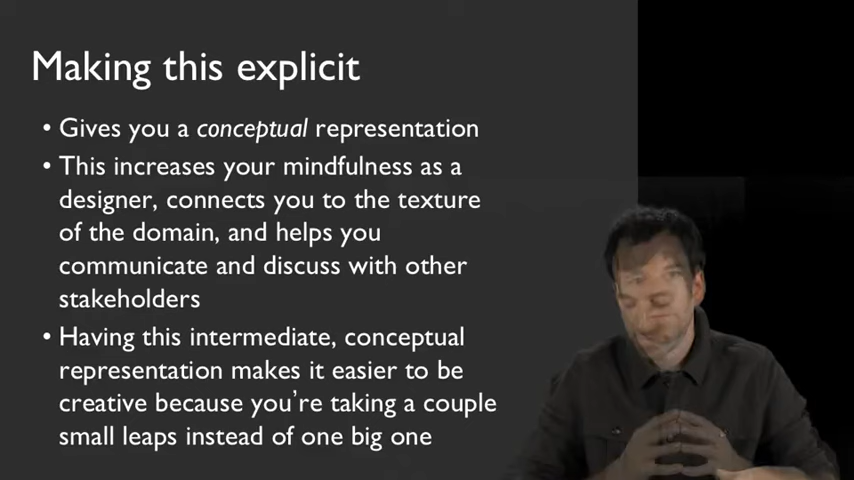 Making this explicit
• Gives you a conceptual representation
• This increases your mindfulness as a
designer, connects you to the texture
of the domain, and helps you
communicate and discuss with other
stakeholders
• Having this intermediate, conceptual
representation makes it easier to be
creative because you're taking a couple
small leaps instead of one big one